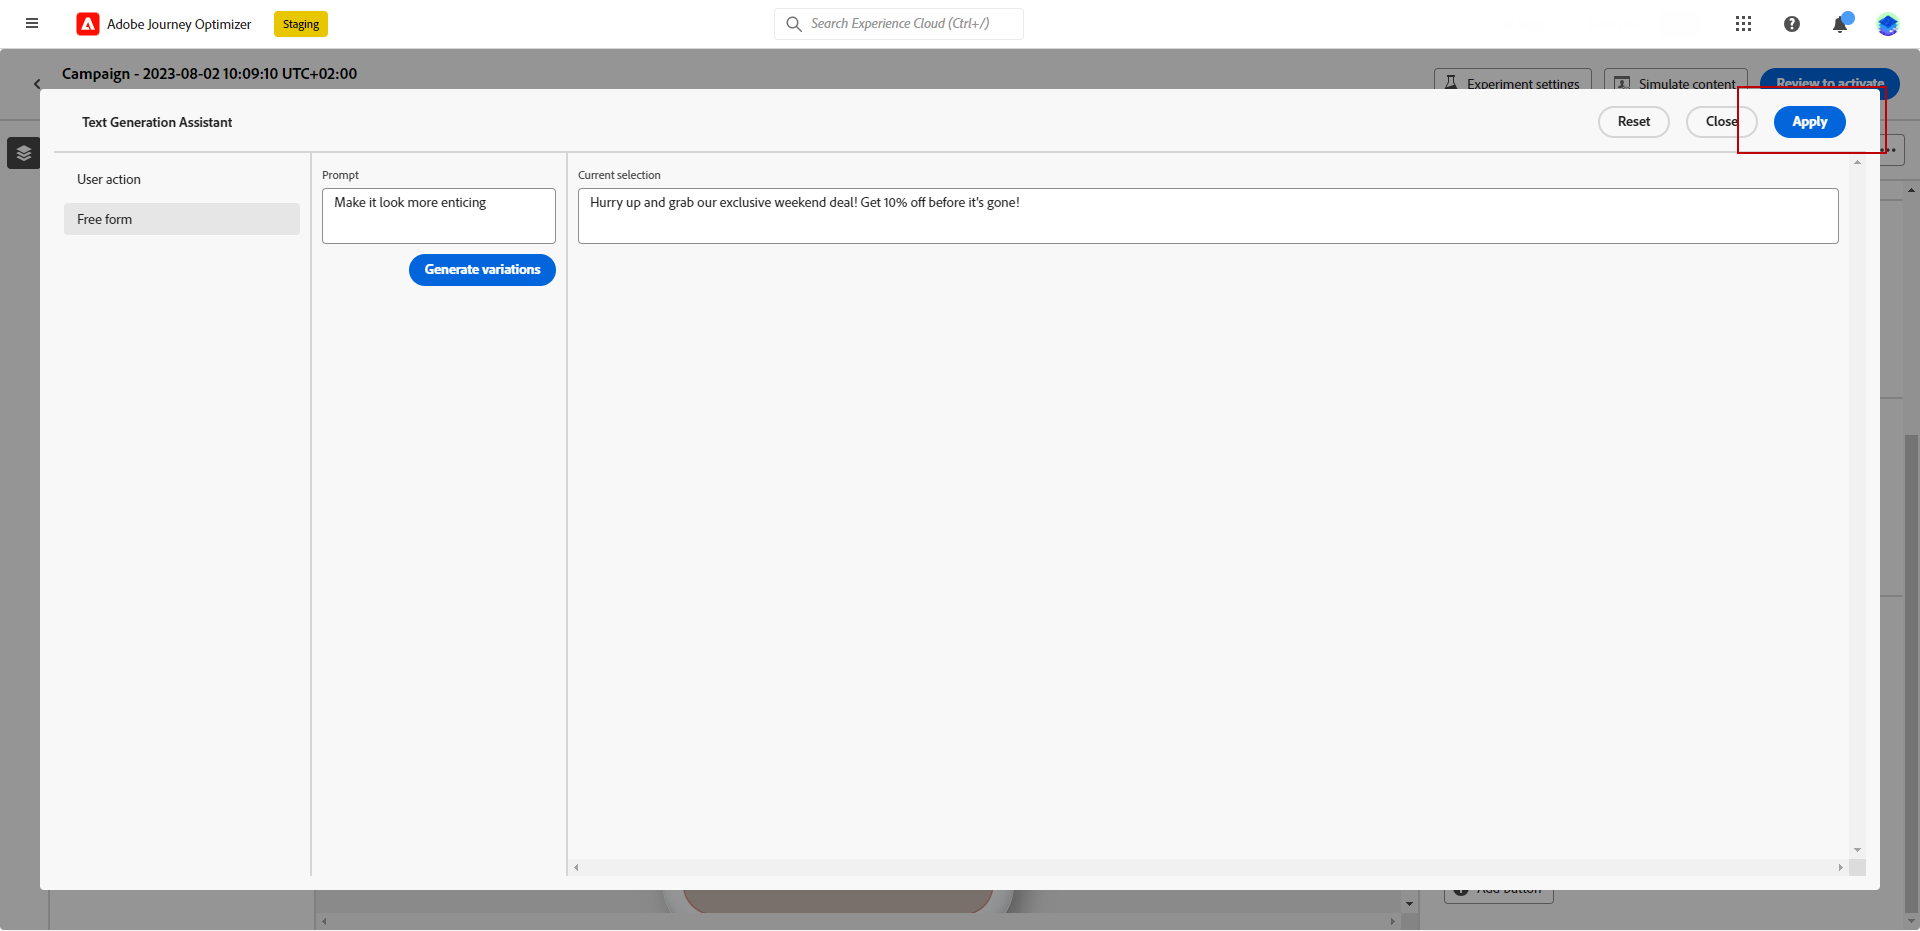 Adobe Journey Optimizer
Staging
Search Experience Cloud (Ctrl+/)
Campaign - 2023-08-02 10:09:10 UTC+02:00
Experiment settings
Simulate content
Review to activate
Text Generation Assistant
Reset
Close
Apply
User action
Free form
Prompt
Make it look more enticing
Generate variations
Current selection
Hurry up and grab our exclusive weekend deal! Get 10% off before it's gone!
Add button